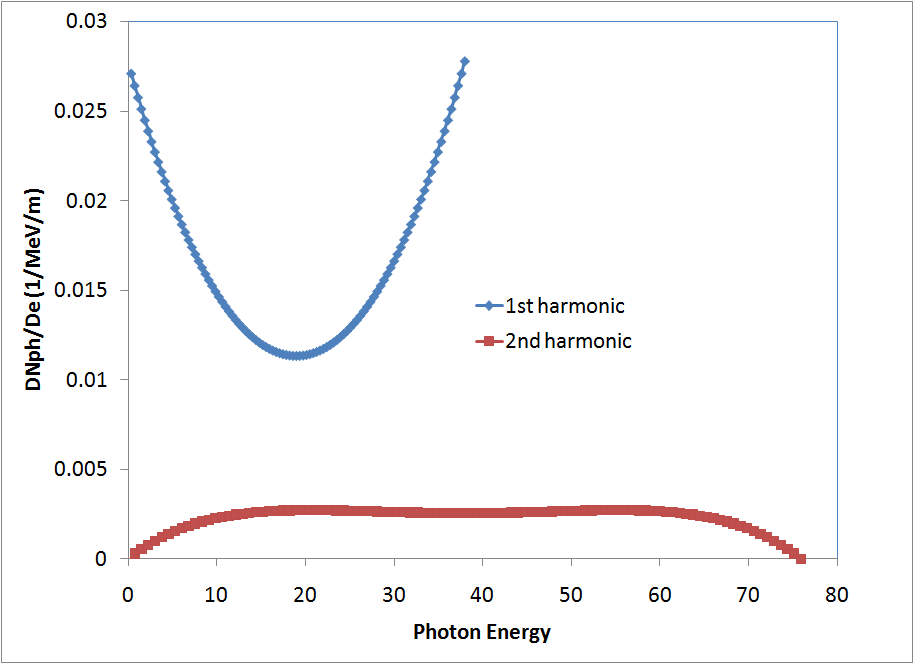 0.03
0.025
0.02
0.015
0.01
0.005
0
DNph/De (1/MeV/m)
1st harmonic
2nd harmonic
0 10 20 30 40 50 60 70 80
Photon Energy